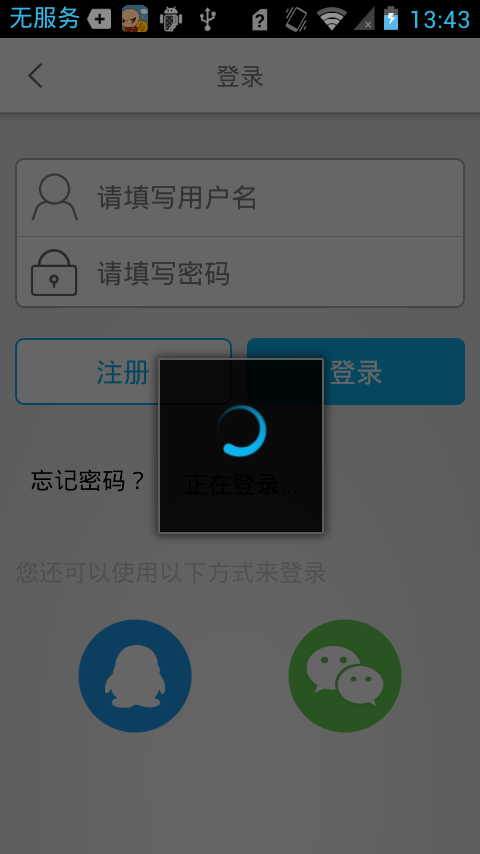 无服务 13:43
登录
请填写用户名
请填写密码
注册 登录
忘记密码？
正在登录...
您还可以使用以下方式来登录